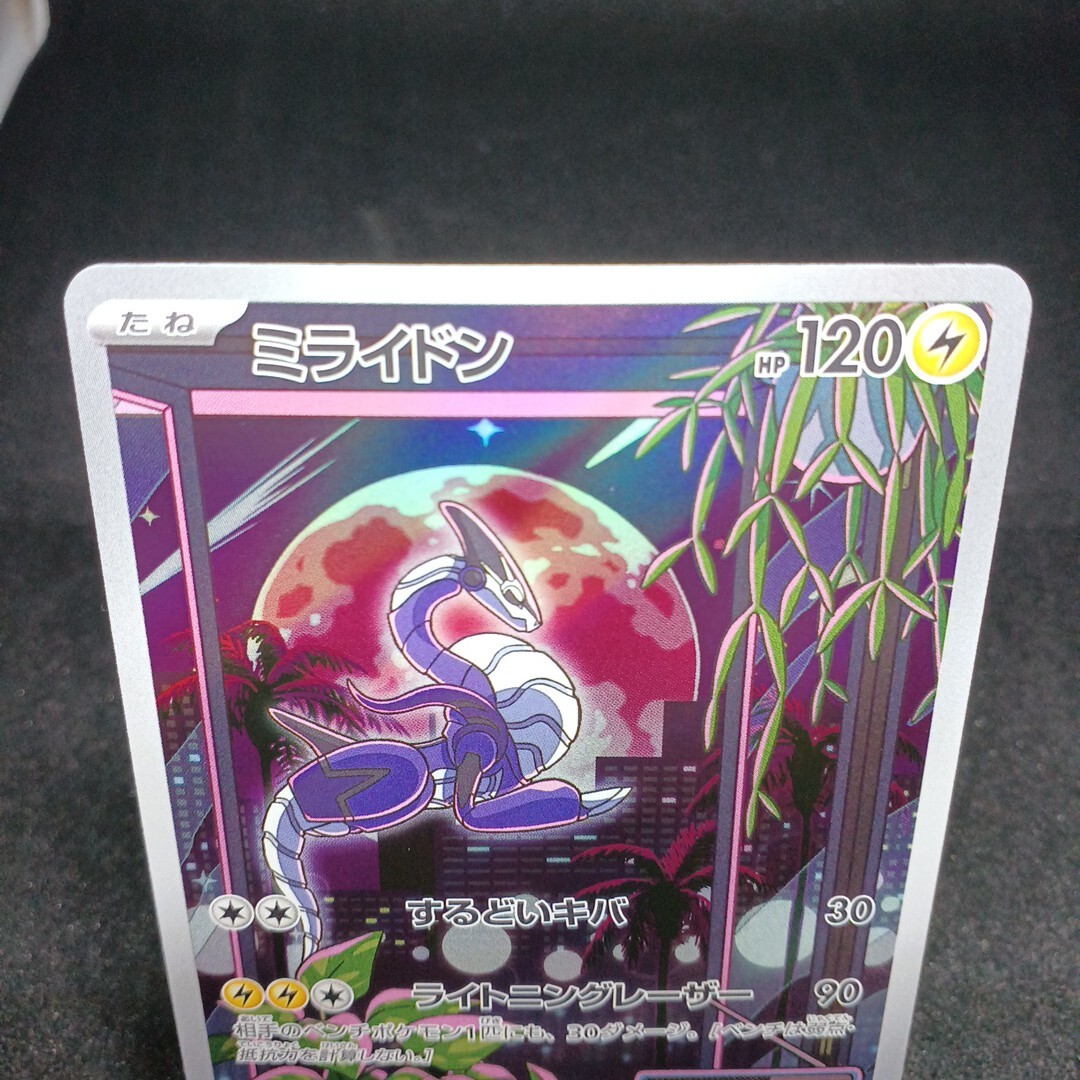 たね
ミライドン
HP 120
するどいキバ 30
ライトニングレーザー 90
相手のベンチポケモン1匹にも、30ダメージ。[ベンチは弱点・
抵抗力を計算しない。]